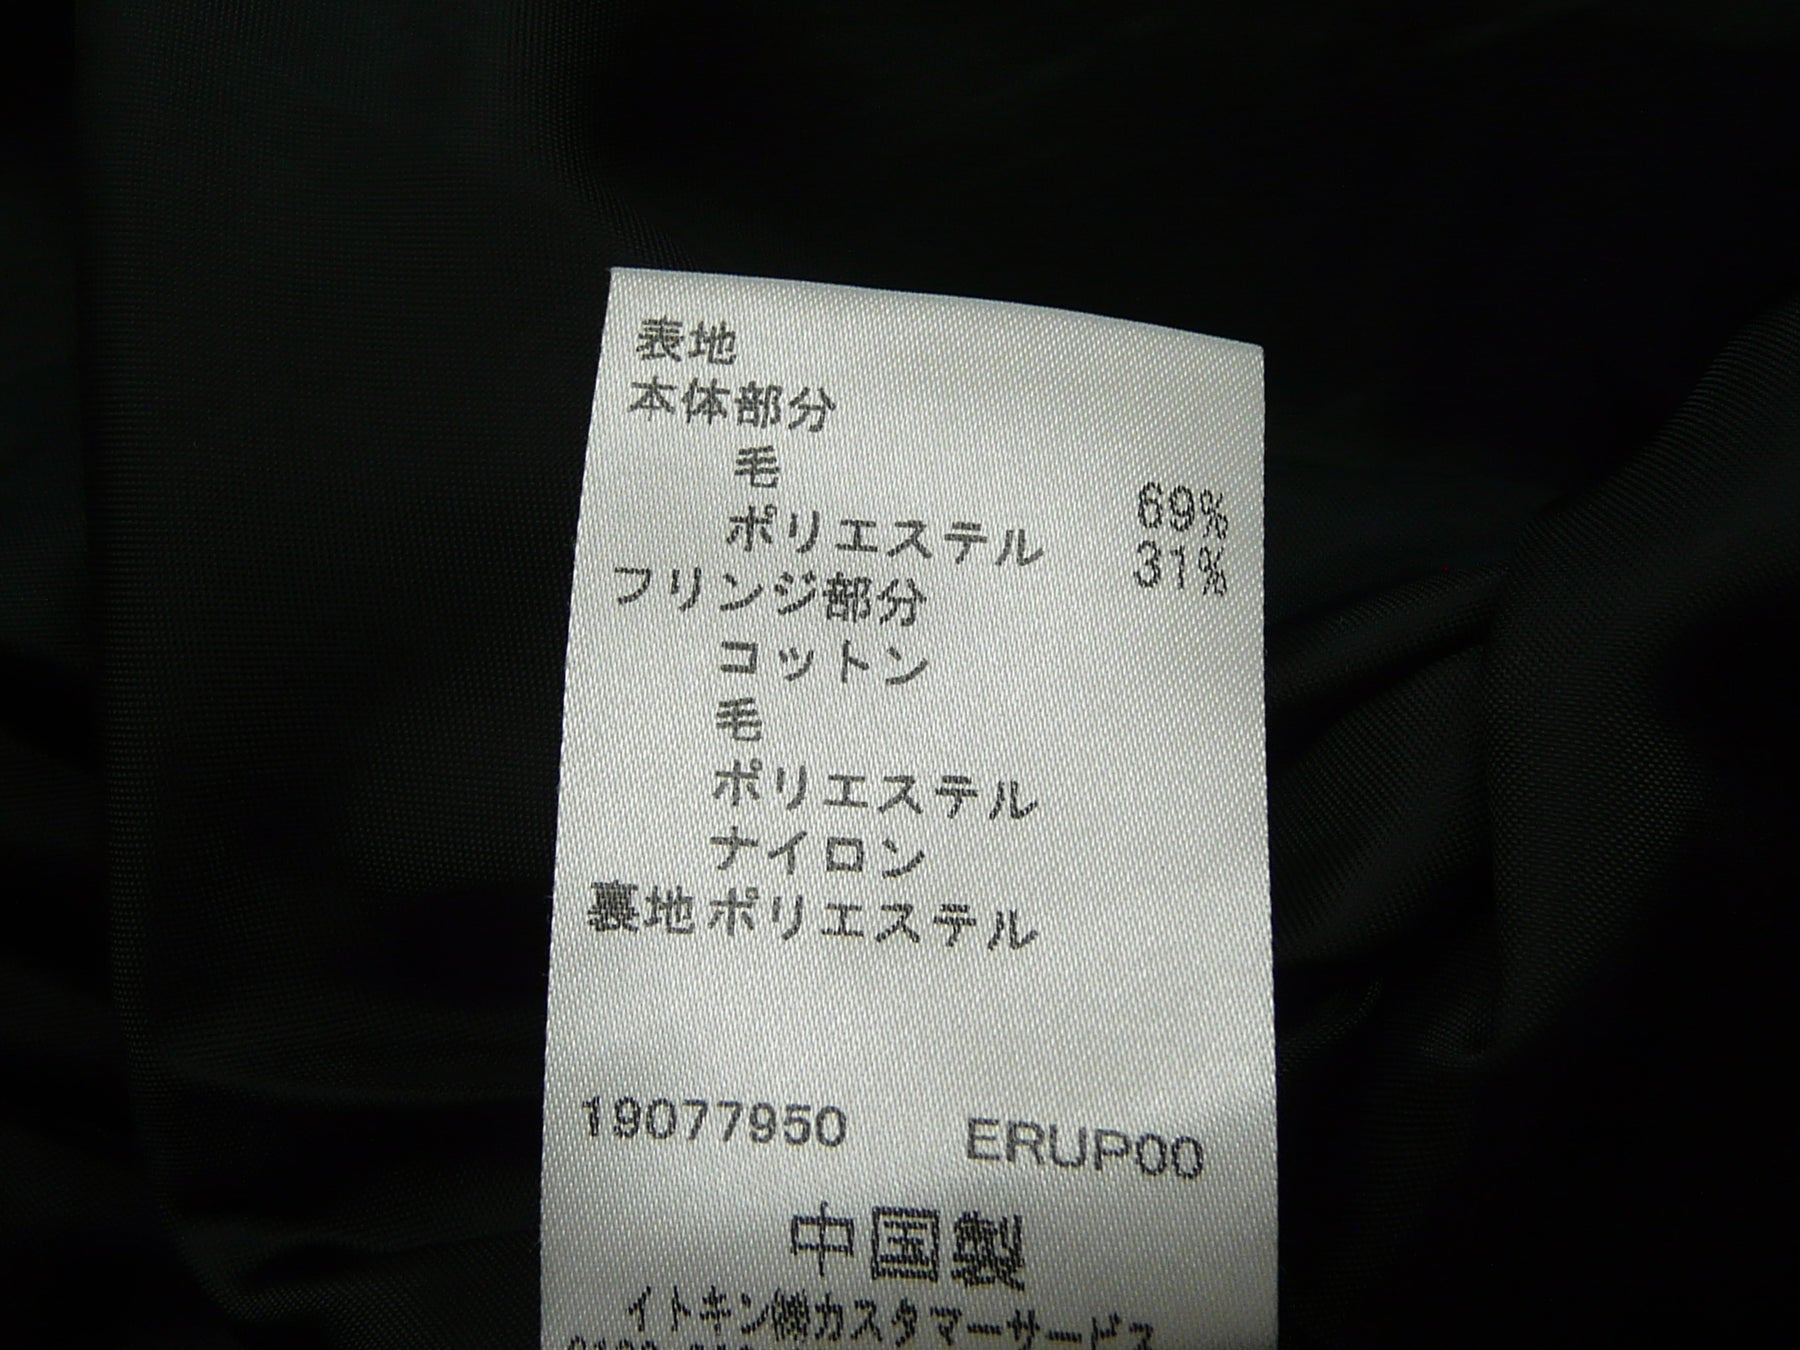 表地
本体部分
毛 69%
ポリエステル 31%
フリンジ部分
コットン
毛
ポリエステル
ナイロン
裏地 ポリエステル
19077950 ERUP00
中国製
イトキン㈱カスタマーサービス